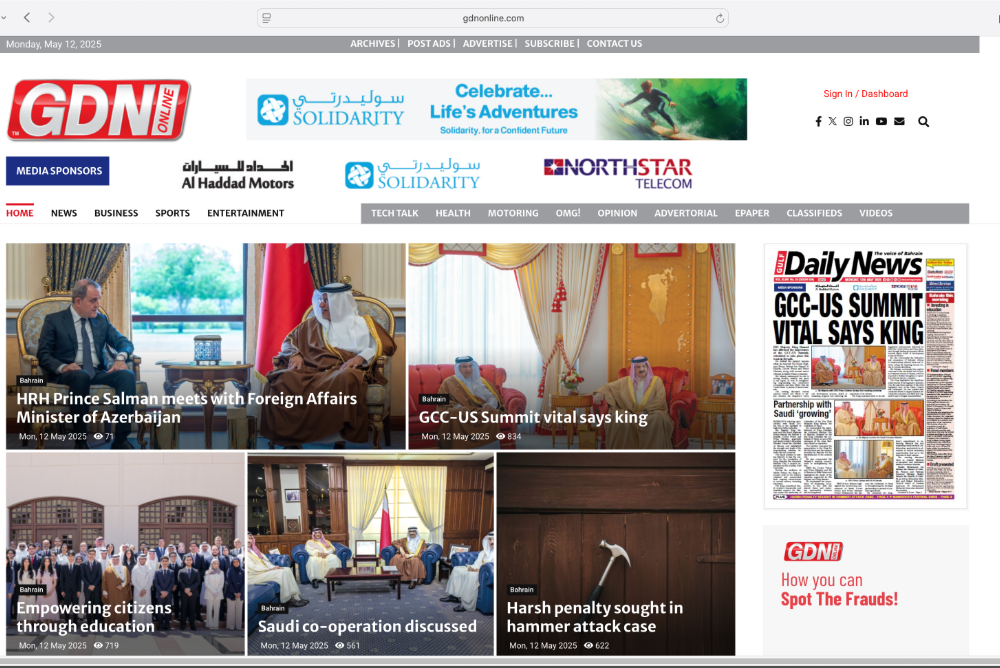 gdnonline.com
Monday, May 12, 2025
ARCHIVES | POST ADS | ADVERTISE | SUBSCRIBE | CONTACT US
GDN ONLINE
TM
سوليدرتي
SOLIDARITY
Celebrate...
Life's Adventures
Solidarity, for a Confident Future
Sign In / Dashboard
MEDIA SPONSORS
الحداد للسيارات
Al Haddad Motors
سوليدرتي
SOLIDARITY
NORTHSTAR
TELECOM
HOME NEWS BUSINESS SPORTS ENTERTAINMENT TECH TALK HEALTH MOTORING OMG! OPINION ADVERTORIAL EPAPER CLASSIFIEDS VIDEOS
Bahrain
HRH Prince Salman meets with Foreign Affairs
Minister of Azerbaijan
Mon, 12 May 2025 71
Bahrain
GCC-US Summit vital says king
Mon, 12 May 2025 834
GULF
Daily News
The voice of Bahrain
MEDIA SPONSORS
GCC-US SUMMIT
VITAL SAYS KING
Partnership with
Saudi 'growing'
Bahrain
Empowering citizens
through education
Mon, 12 May 2025 719
Bahrain
Saudi co-operation discussed
Mon, 12 May 2025 561
Bahrain
Harsh penalty sought in
hammer attack case
Mon, 12 May 2025 622
GDN ONLINE
How you can
Spot The Frauds!